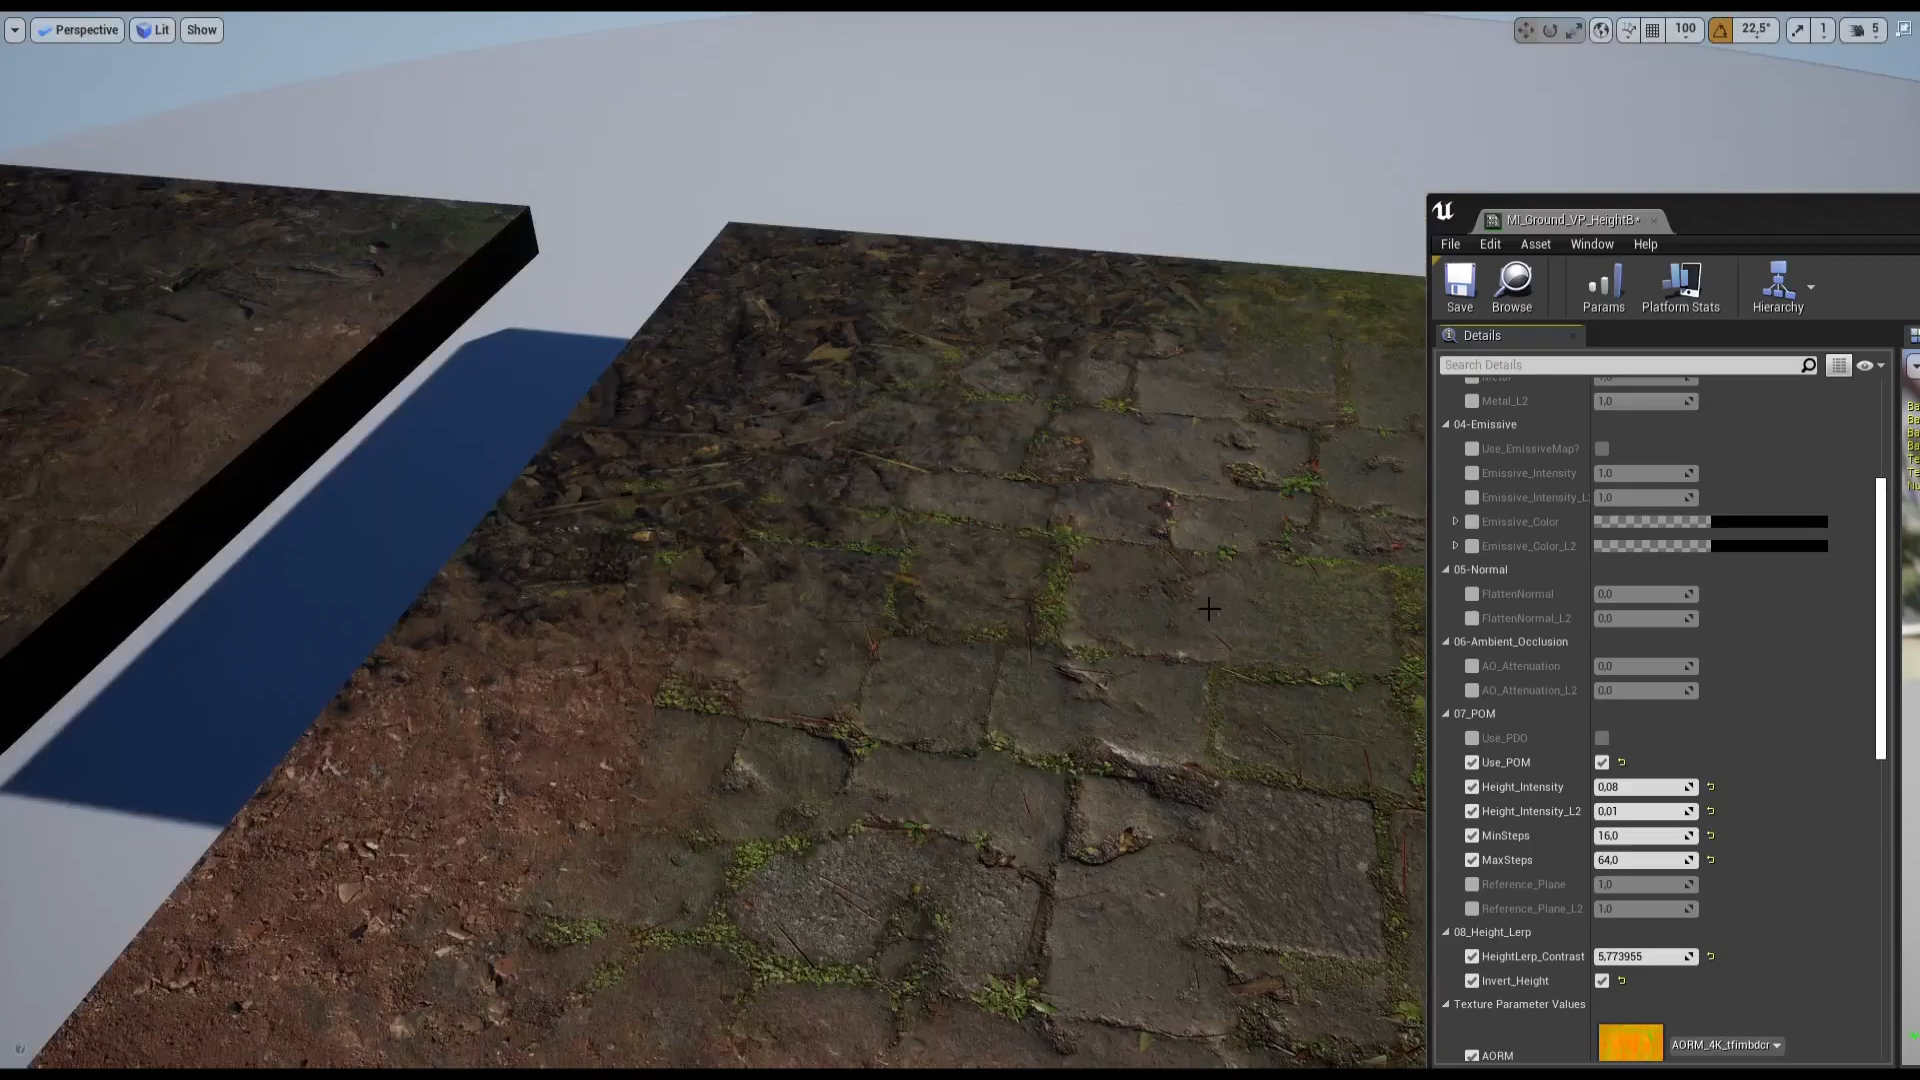 Perspective Lit Show
100 22,5° 1 5
MI_Ground_VP_HeightB*
File Edit Asset Window Help
Save Browse Params Platform Stats Hierarchy
Details
Search Details
Metal_L2 1,0
04-Emissive
Use_EmissiveMap?
Emissive_Intensity 1,0
Emissive_Intensity_L 1,0
Emissive_Color
Emissive_Color_L2
05-Normal
FlattenNormal 0,0
FlattenNormal_L2 0,0
06-Ambient_Occlusion
AO_Attenuation 0,0
AO_Attenuation_L2 0,0
07_POM
Use_PDO
Use_POM
Height_Intensity 0,08
Height_Intensity_L2 0,01
MinSteps 16,0
MaxSteps 64,0
Reference_Plane 1,0
Reference_Plane_L2 1,0
08_Height_Lerp
HeightLerp_Contrast 5,773955
Invert_Height
Texture Parameter Values
AORM AORM_4K_tfimbdcr